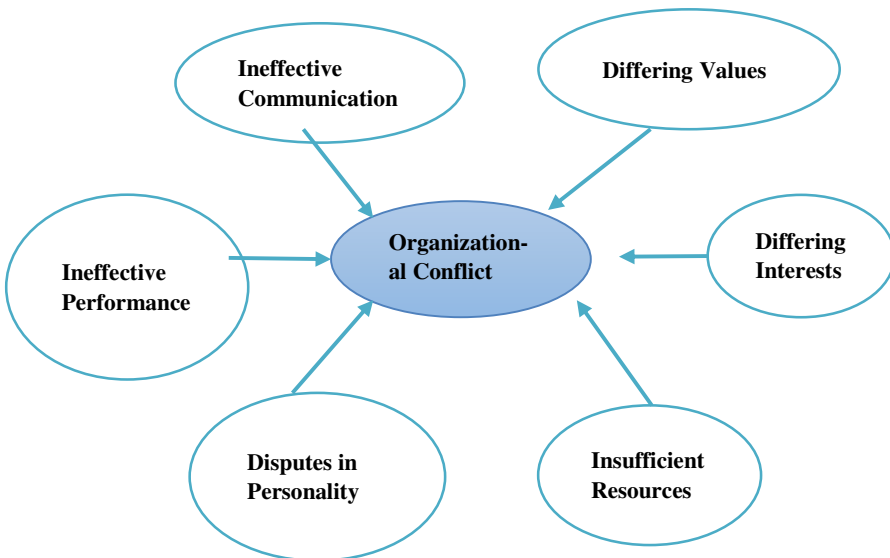 Ineffective
Communication
Differing Values
Organization-
al Conflict
Differing
Interests
Ineffective
Performance
Disputes in
Personality
Insufficient
Resources